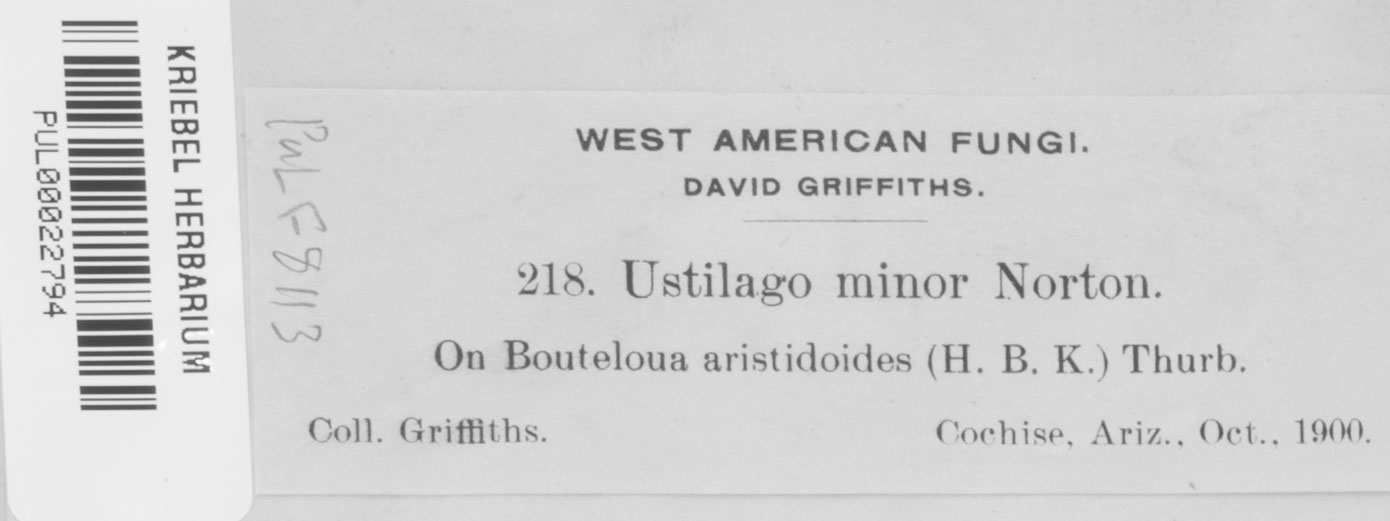 KRIEBEL HERBARIUM
PUL00022794
PUL F8113
WEST AMERICAN FUNGI.
DAVID GRIFFITHS.
218. Ustilago minor Norton.
On Bouteloua aristidoides (H. B. K.) Thurb.
Coll. Griffiths.
Cochise, Ariz., Oct., 1900.